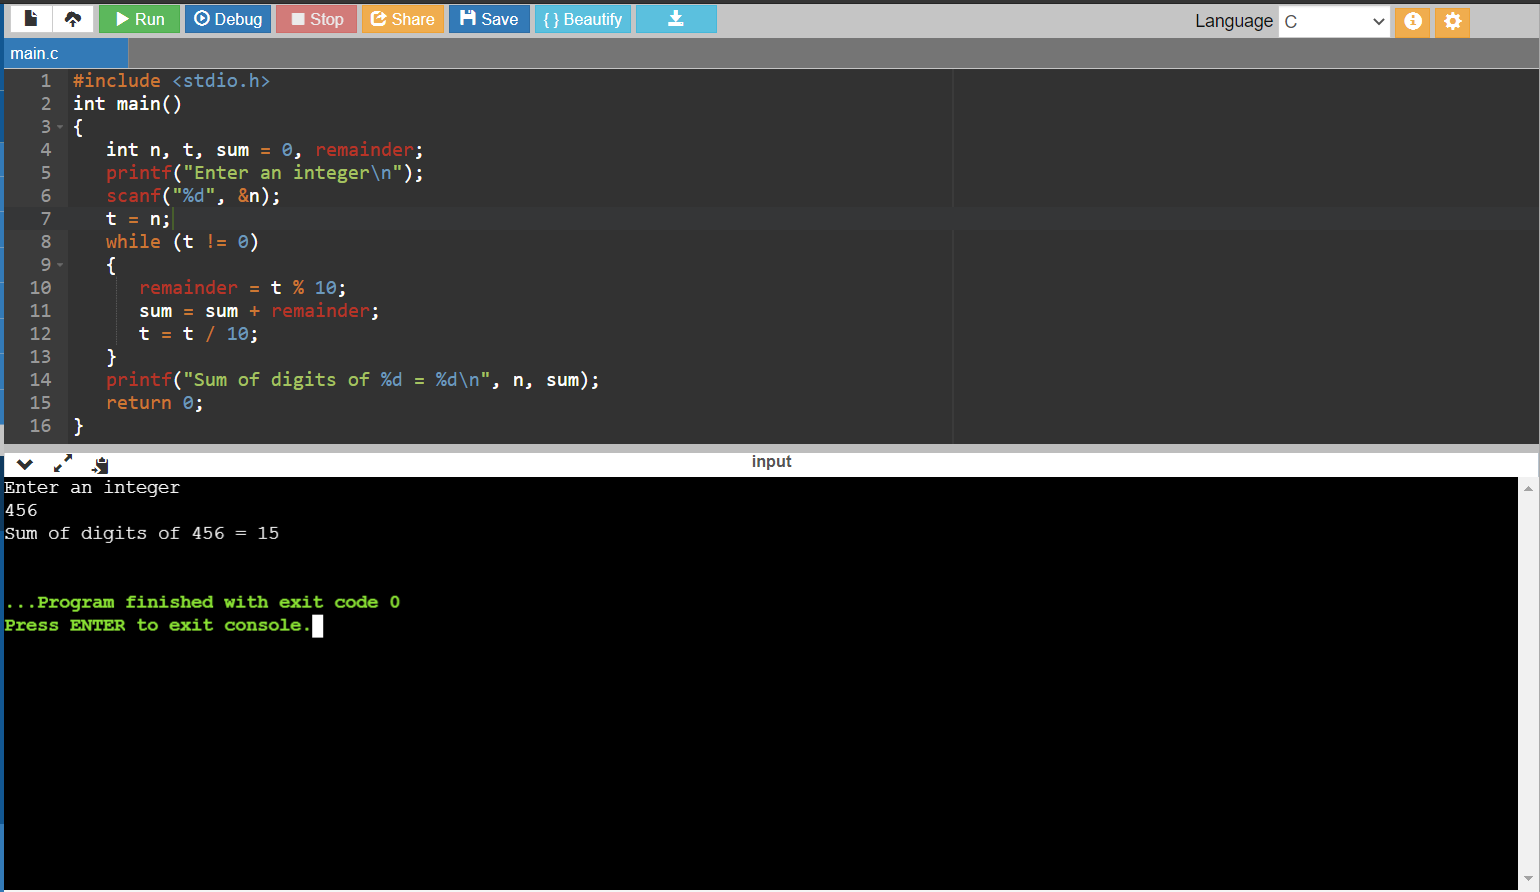 Run Debug Stop Share Save { } Beautify Language C
main.c
1 #include <stdio.h>
2 int main()
3 {
4    int n, t, sum = 0, remainder;
5    printf("Enter an integer\n");
6    scanf("%d", &n);
7    t = n;
8    while (t != 0)
9    {
10       remainder = t % 10;
11       sum = sum + remainder;
12       t = t / 10;
13    }
14    printf("Sum of digits of %d = %d\n", n, sum);
15    return 0;
16 }
input
Enter an integer
456
Sum of digits of 456 = 15
...Program finished with exit code 0
Press ENTER to exit console.